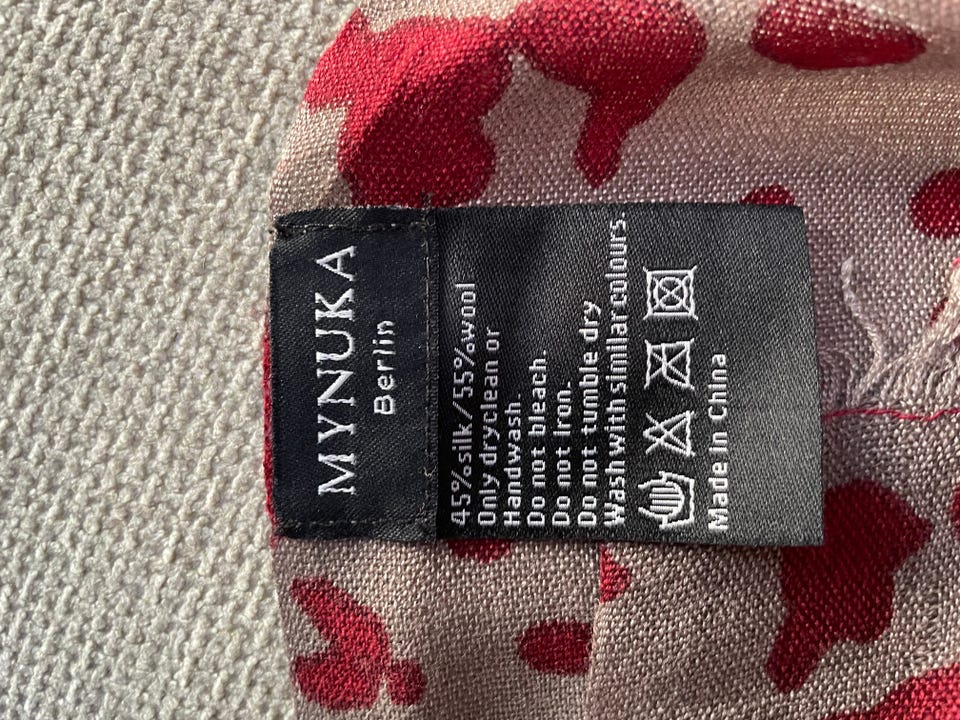 MYNUKA
Berlin
45%silk/55%wool
Only dryclean or
Handwash.
Do not bleach.
Do not iron.
Do not tumble dry
Wash with similar colours.
Made in China